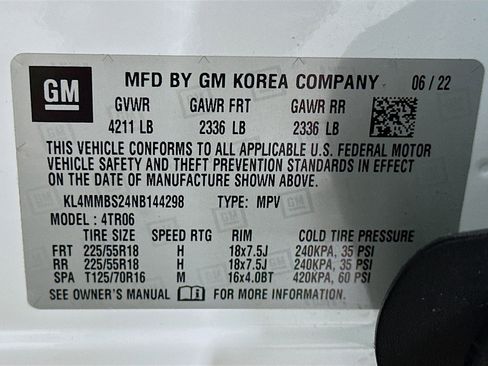 GM
MFD BY GM KOREA COMPANY 06 / 22
GVWR GAWR FRT GAWR RR
4211 LB 2336 LB 2336 LB
THIS VEHICLE CONFORMS TO ALL APPLICABLE U.S. FEDERAL MOTOR
VEHICLE SAFETY AND THEFT PREVENTION STANDARDS IN EFFECT
ON THE DATE OF MANUFACTURE SHOWN ABOVE.
KL4MMBS24NB144298 TYPE: MPV
MODEL : 4TR06
TIRE SIZE SPEED RTG RIM COLD TIRE PRESSURE
FRT 225/55R18 H 18x7.5J 240KPA, 35 PSI
RR 225/55R18 H 18x7.5J 240KPA, 35 PSI
SPA T125/70R16 M 16x4.0BT 420KPA, 60 PSI
SEE OWNER'S MANUAL FOR MORE INFORMATION.